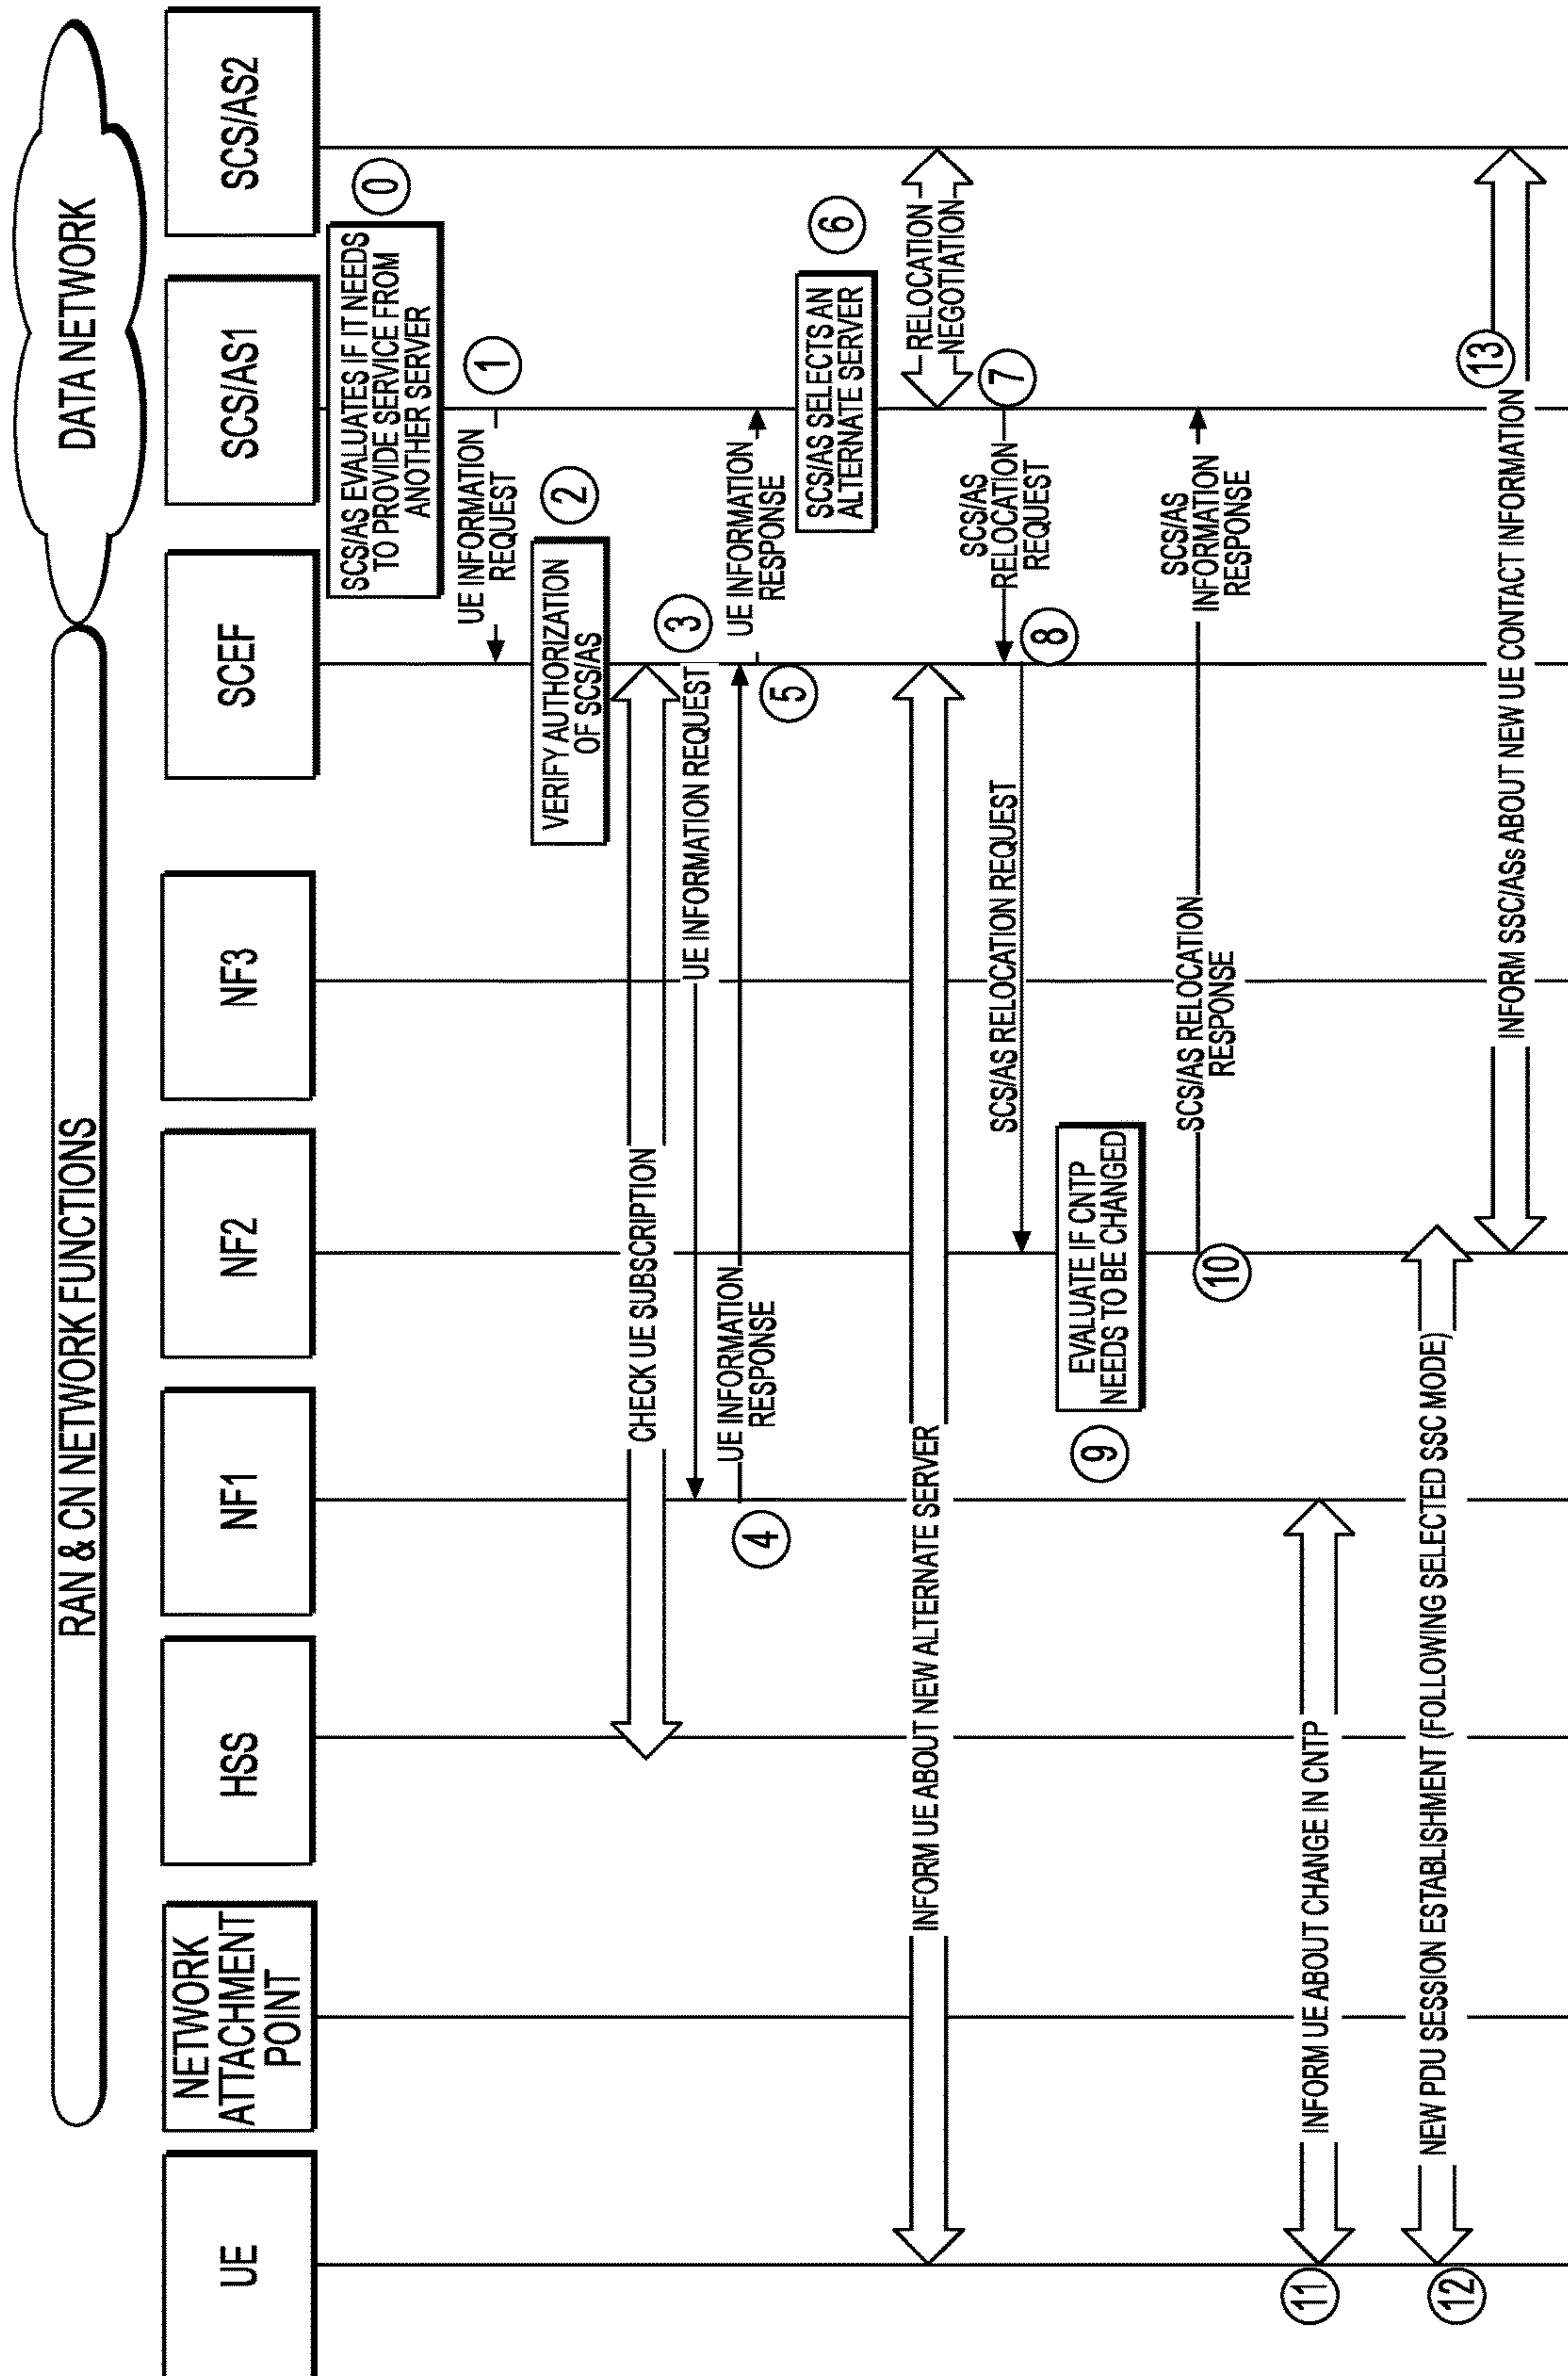 RAN & CN NETWORK FUNCTIONS
DATA NETWORK
UE
NETWORK
ATTACHMENT
POINT
HSS
NF1
NF2
NF3
SCEF
SCS/AS1
SCS/AS2
0
SCS/AS EVALUATES IF IT NEEDS
TO PROVIDE SERVICE FROM
ANOTHER SERVER
1
UE INFORMATION
REQUEST
2
VERIFY AUTHORIZATION
OF SCS/AS
CHECK UE SUBSCRIPTION
3
UE INFORMATION REQUEST
4
UE INFORMATION
RESPONSE
5
UE INFORMATION
RESPONSE
6
SCS/AS SELECTS AN
ALTERNATE SERVER
RELOCATION
NEGOTIATION
INFORM UE ABOUT NEW ALTERNATE SERVER
7
SCS/AS
RELOCATION
REQUEST
8
SCS/AS RELOCATION REQUEST
9
EVALUATE IF CNTP
NEEDS TO BE CHANGED
10
SCS/AS RELOCATION
RESPONSE
SCS/AS
INFORMATION
RESPONSE
11
INFORM UE ABOUT CHANGE IN CNTP
12
NEW PDU SESSION ESTABLISHMENT (FOLLOWING SELECTED SSC MODE)
13
INFORM SSC/ASs ABOUT NEW UE CONTACT INFORMATION